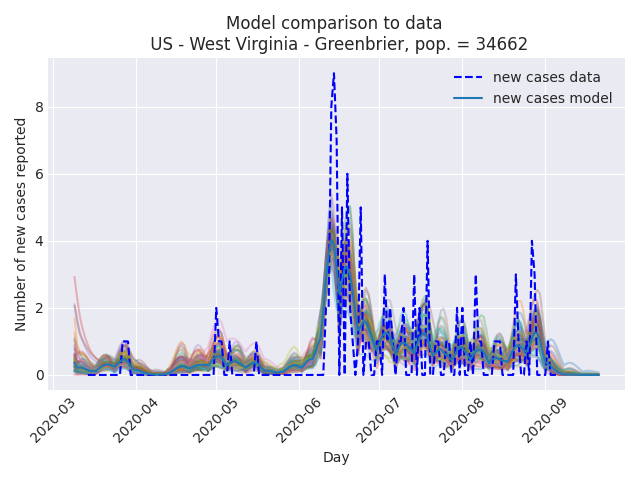 Model comparison to data
US - West Virginia - Greenbrier, pop. = 34662
new cases data
new cases model
Number of new cases reported
8
6
4
2
0
2020-03
2020-04
2020-05
2020-06
2020-07
2020-08
2020-09
Day